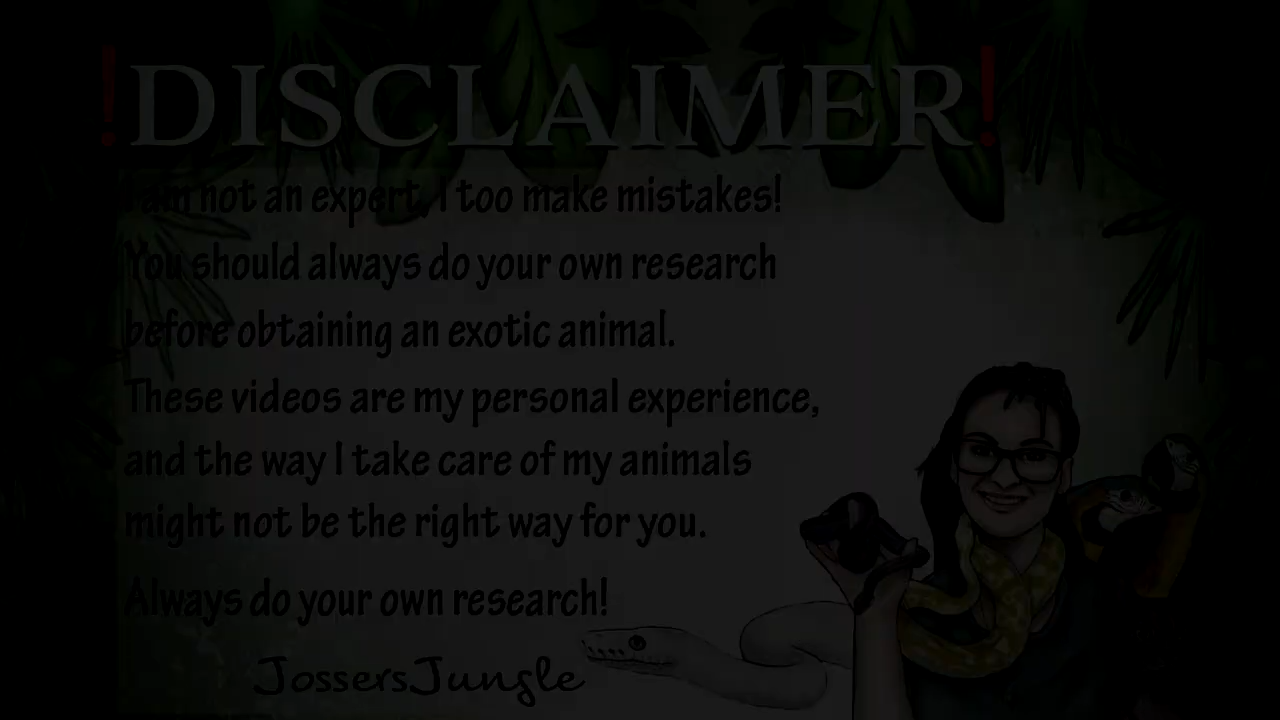 !DISCLAIMER!
I am not an expert, I too make mistakes!
You should always do your own research
before obtaining an exotic animal.
These videos are my personal experience,
and the way I take care of my animals
might not be the right way for you.
Always do your own research!
JossersJungle